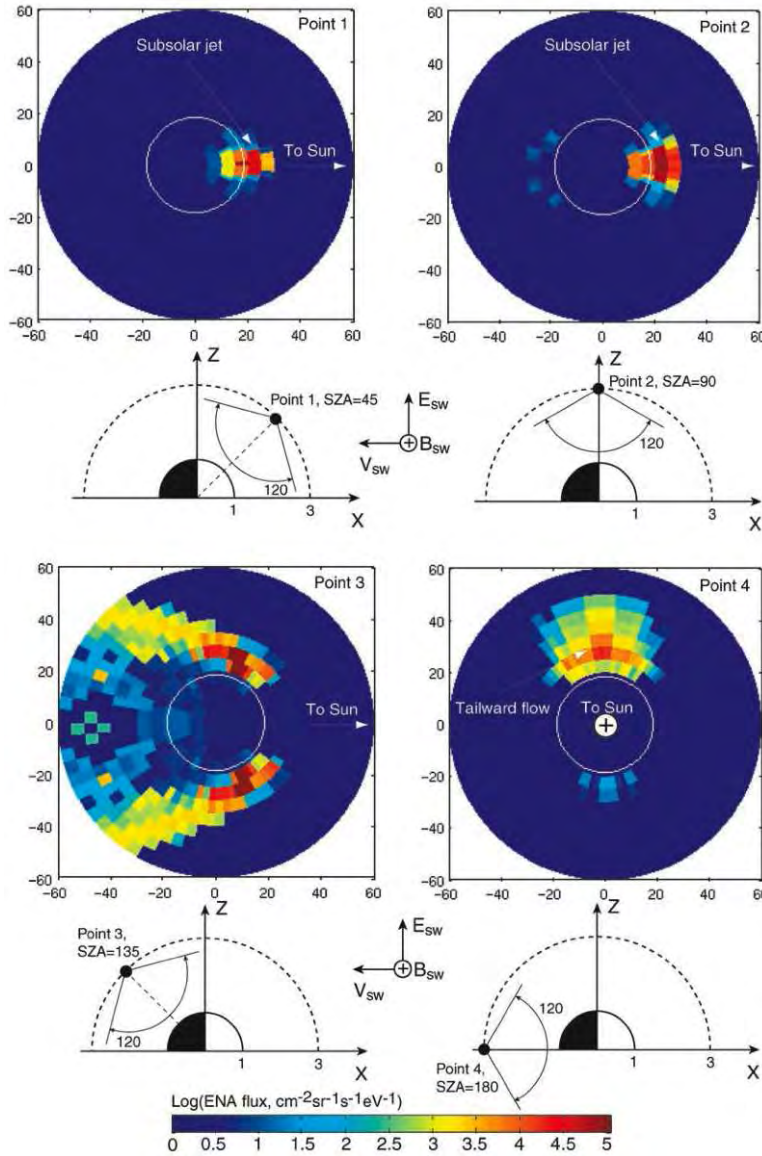 60 Point 1
40
Subsolar jet
20
To Sun
0
−20
−40
−60
−60 −40 −20 0 20 40 60
60 Point 2
40
Subsolar jet
20
To Sun
0
−20
−40
−60
−60 −40 −20 0 20 40 60
Z
Point 1, SZA=45
120
1 3
X
E SW
B SW
V SW
Z
Point 2, SZA=90
120
1 3
X
60 Point 3
40
20
To Sun
0
−20
−40
−60
−60 −40 −20 0 20 40 60
60 Point 4
40
20
Tailward flow To Sun
0
−20
−40
−60
−60 −40 −20 0 20 40 60
Z
Point 3,
SZA=135
120
1 3
X
E SW
B SW
V SW
Z
120
Point 4,
SZA=180
1 3
X
Log(ENA flux, cm−2sr−1s−1eV−1)
0 0.5 1 1.5 2 2.5 3 3.5 4 4.5 5